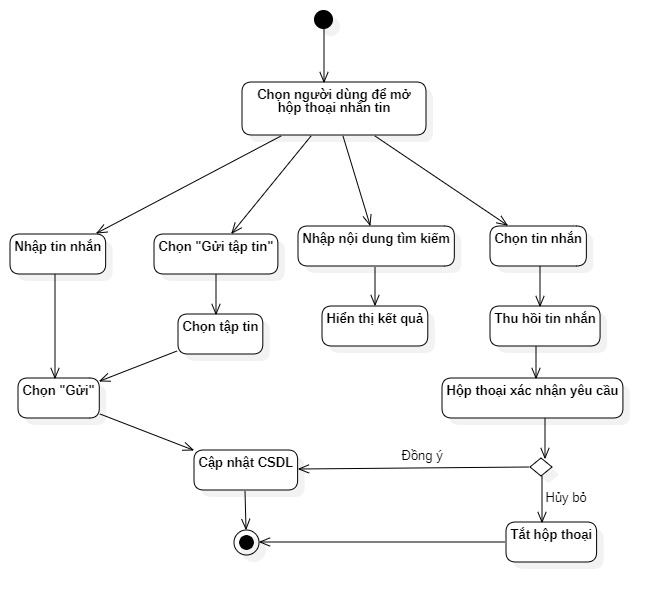 Chọn người dùng để mở
hộp thoại nhắn tin
Nhập tin nhắn
Chọn "Gửi tập tin"
Nhập nội dung tìm kiếm
Chọn tin nhắn
Chọn tập tin
Hiển thị kết quả
Thu hồi tin nhắn
Chọn "Gửi"
Hộp thoại xác nhận yêu cầu
Cập nhật CSDL
Đồng ý
Hủy bỏ
Tắt hộp thoại